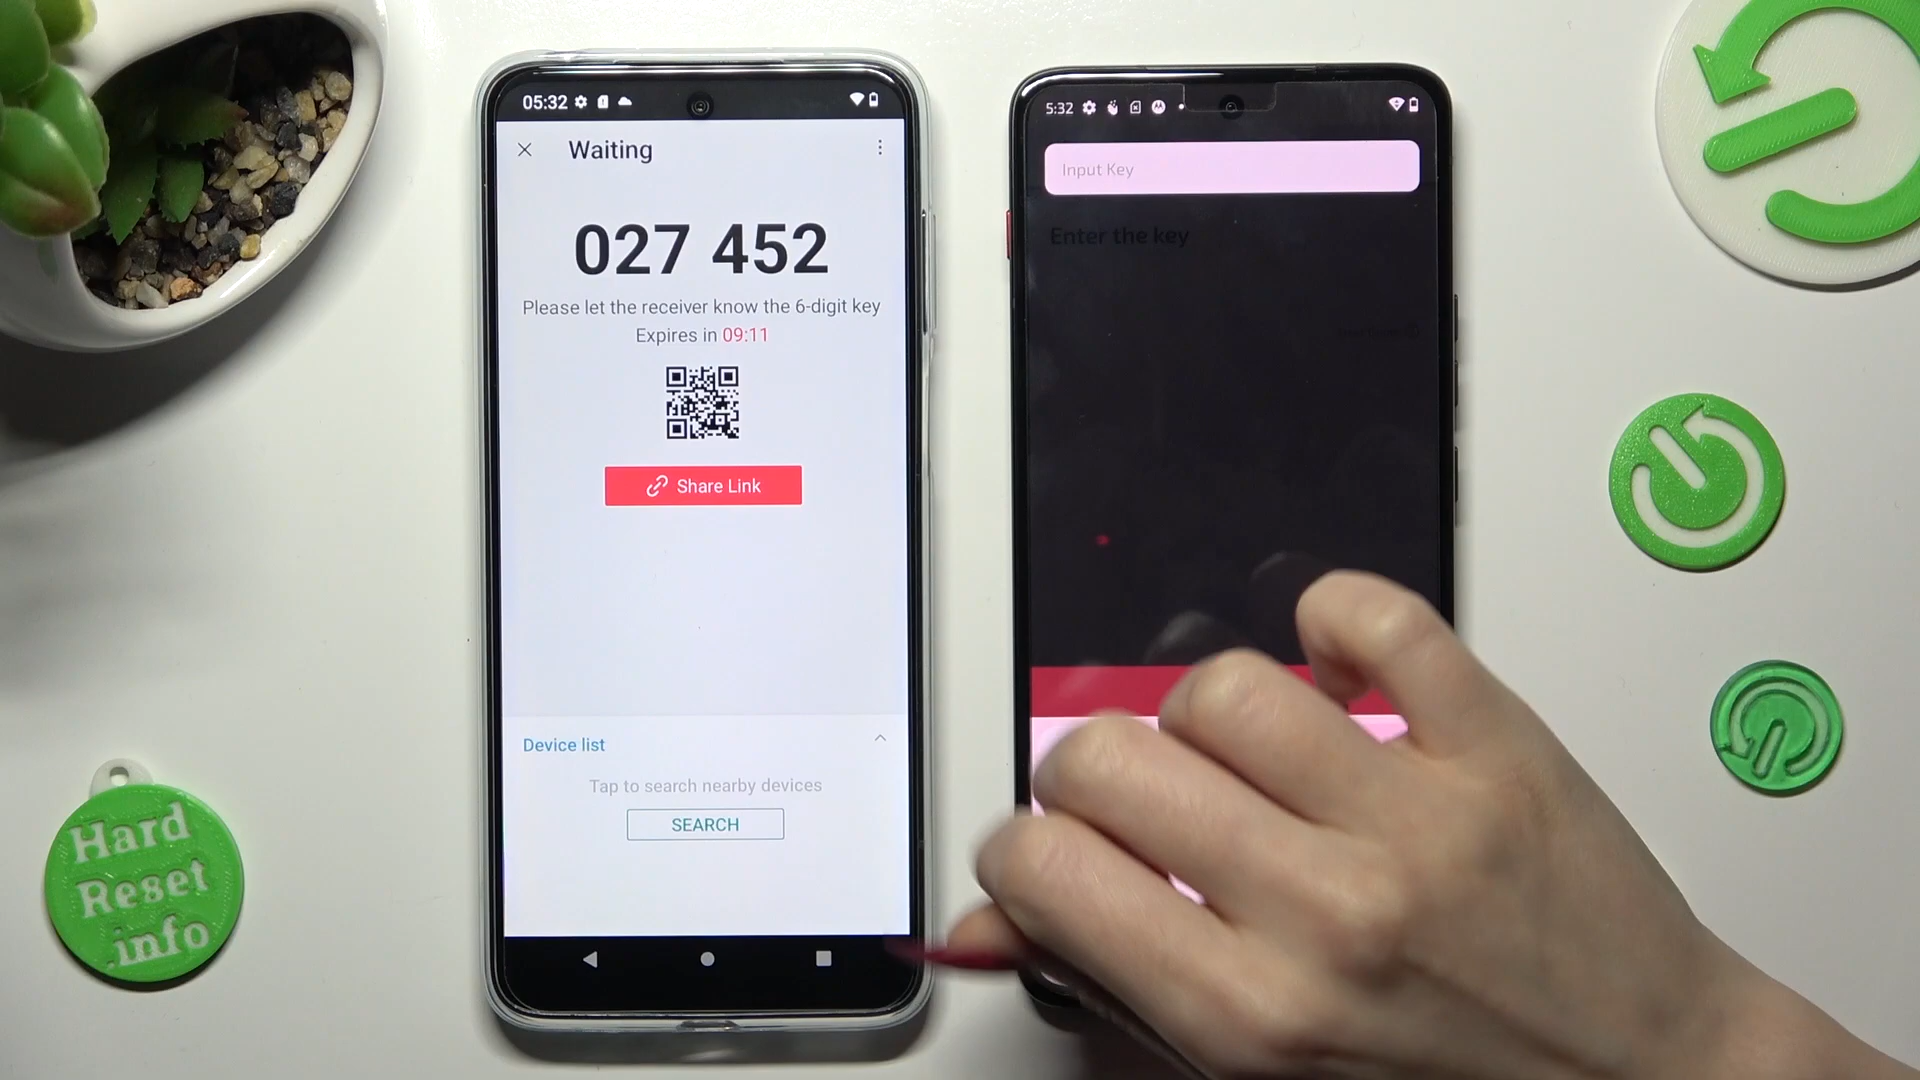 05:32
Waiting
027 452
Please let the receiver know the 6-digit key
Expires in 09:11
Share Link
Device list
Tap to search nearby devices
SEARCH
5:32
Input Key
Enter the key
Hard
Reset
.info